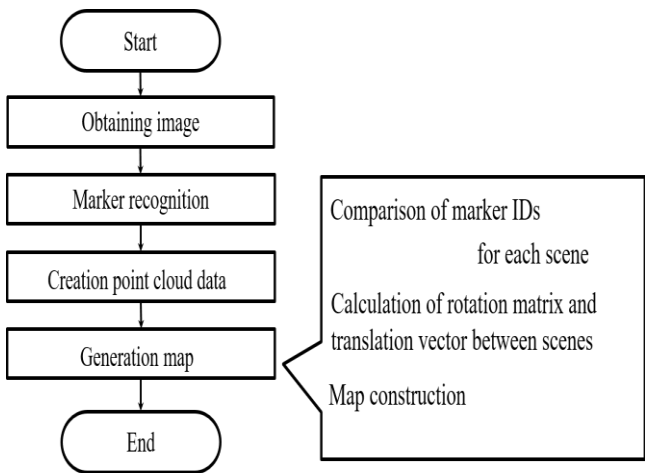 Start
Obtaining image
Marker recognition
Creation point cloud data
Generation map
End
Comparison of marker IDs
for each scene
Calculation of rotation matrix and
translation vector between scenes
Map construction